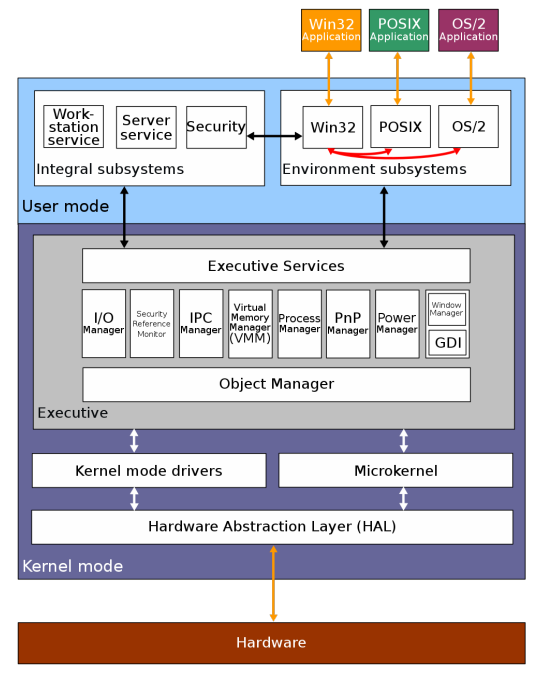 Win32
Application
POSIX
Application
OS/2
Application
Work-
station
service
Server
service
Security
Integral subsystems
Win32
POSIX
OS/2
Environment subsystems
User mode
Executive Services
I/O
Manager
Security
Reference
Monitor
IPC
Manager
Virtual
Memory
Manager
(VMM)
Process
Manager
PnP
Manager
Power
Manager
Window
Manager
GDI
Object Manager
Executive
Kernel mode drivers
Microkernel
Hardware Abstraction Layer (HAL)
Kernel mode
Hardware